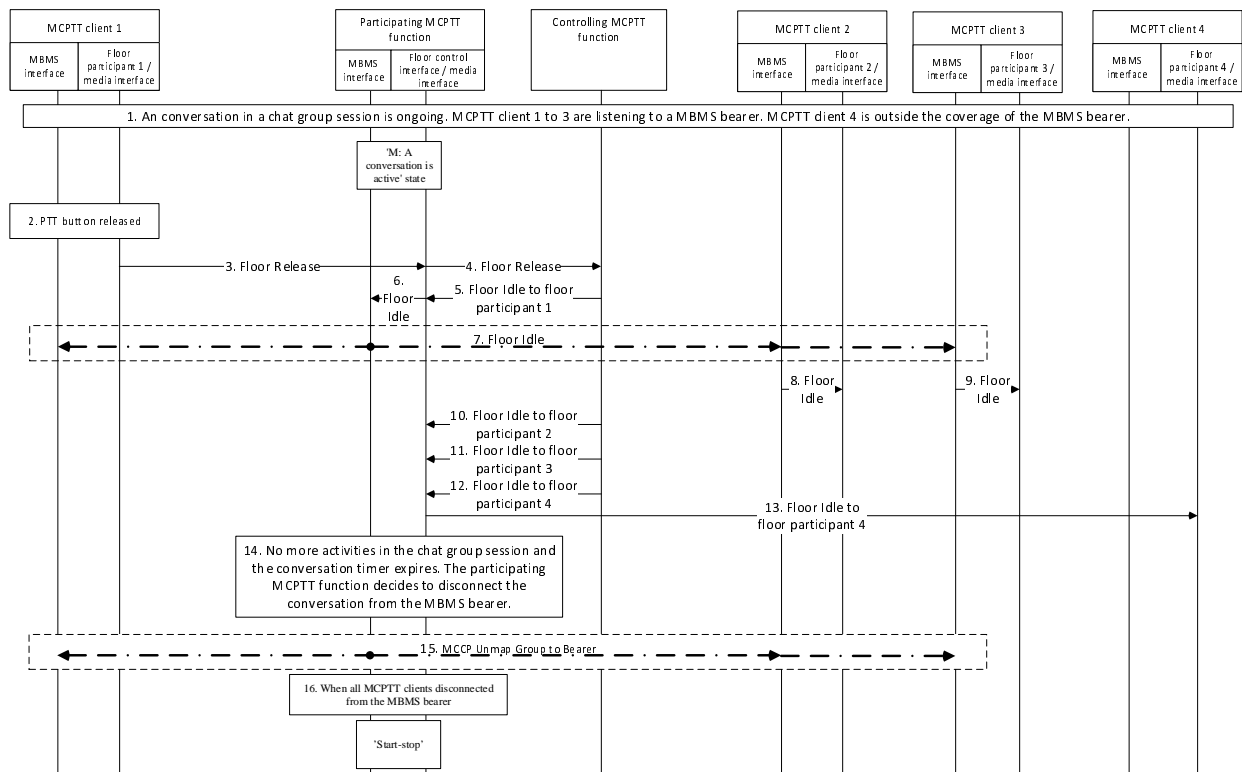 MCPTT client 1
MBMS
interface
Floor
participant 1 /
media interface
Participating MCPTT
function
MBMS
interface
Floor control
interface / media
interface
Controlling MCPTT
function
MCPTT client 2
MBMS
interface
Floor
participant 2 /
media interface
MCPTT client 3
MBMS
interface
Floor
participant 3 /
media interface
MCPTT client 4
MBMS
interface
Floor
participant 4 /
media interface
1. An conversation in a chat group session is ongoing. MCPTT client 1 to 3 are listening to a MBMS bearer. MCPTT client 4 is outside the coverage of the MBMS bearer.
'M: A
conversation is
active' state
2. PTT button released
3. Floor Release
4. Floor Release
5. Floor Idle to floor
participant 1
6.
Floor
Idle
7. Floor Idle
8. Floor
Idle
9. Floor
Idle
10. Floor Idle to floor
participant 2
11. Floor Idle to floor
participant 3
12. Floor Idle to floor
participant 4
13. Floor Idle to
floor participant 4
14. No more activities in the chat group session and
the conversation timer expires. The participating
MCPTT function decides to disconnect the
conversation from the MBMS bearer.
15. MCCP Unmap Group to Bearer
16. When all MCPTT clients disconnected
from the MBMS bearer
'Start-stop'